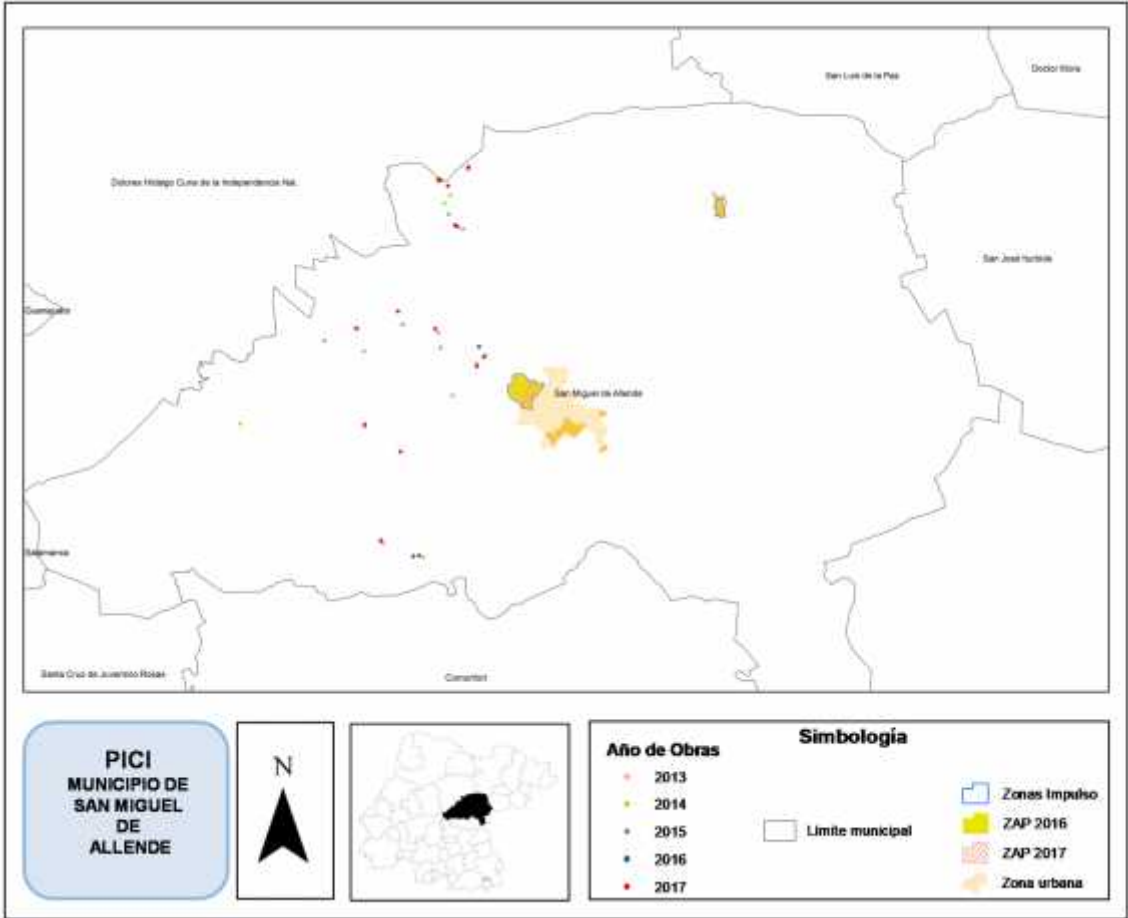 San Luis de la Paz
Doctor Mora
Dolores Hidalgo Cuna de la Independencia Nal.
San José Iturbide
Guanajuato
San Miguel de Allende
Salamanca
Santa Cruz de Juventino Rosas
Comonfort
PICI
MUNICIPIO DE
SAN MIGUEL
DE
ALLENDE
N
Simbología
Año de Obras
2013
2014
2015
2016
2017
Límite municipal
Zonas Impulso
ZAP 2016
ZAP 2017
Zona urbana